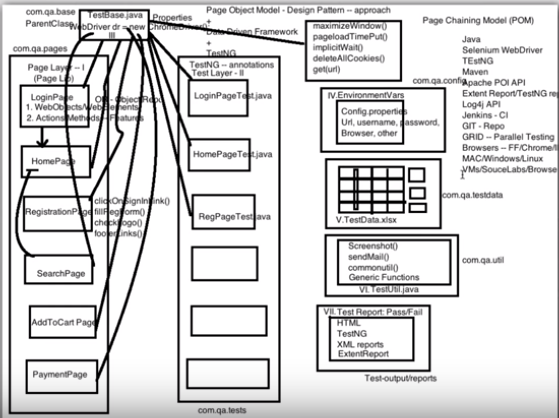 com.qa.base
ParentClass
TestBase.java
WebDriver dr = new ChromeDriver()
III
Properties
Page Object Model - Design Pattern -- approach
+
Data Driven Framework
+
TestNG
maximizeWindow()
pageloadTimePut()
implicitWait()
deleteAllCookies()
get(url)
Page Chaining Model (POM)
Java
Selenium WebDriver
TEstNG
Maven
Apache POI API
Extent Report/TestNG re
Log4j API
Jenkins - CI
GIT - Repo
GRID -- Parallel Testing
Browsers -- FF/Chrome/I
MAC/Windows/Linux
VMs/SouceLabs/Browse
com.qa.pages
Page Layer -- I
(Page Lib)
LoginPage
1. WebObjects/WebElements
2. Actions/Methods -- Features
HomePage
RegistrationPage
clickOnSignInLink()
fillRegForm()
checkLogo()
footerLinks()
SearchPage
AddToCart Page
PaymentPage
TestNG -- annotations
Test Layer - II
LoginPageTest.java
HomePageTest.java
RegPageTest.java
com.qa.tests
com.qa.config
IV.EnvironmentVars
Config.properties
Url, username, password,
Browser, other
com.qa.testdata
V.TestData.xlsx
Screenshot()
sendMail()
commonutil()
Generic Functions
VI.TestUtil.java
com.qa.util
VII.Test Report: Pass/Fail
HTML
TestNG
XML reports
ExtentReport
Test-output/reports